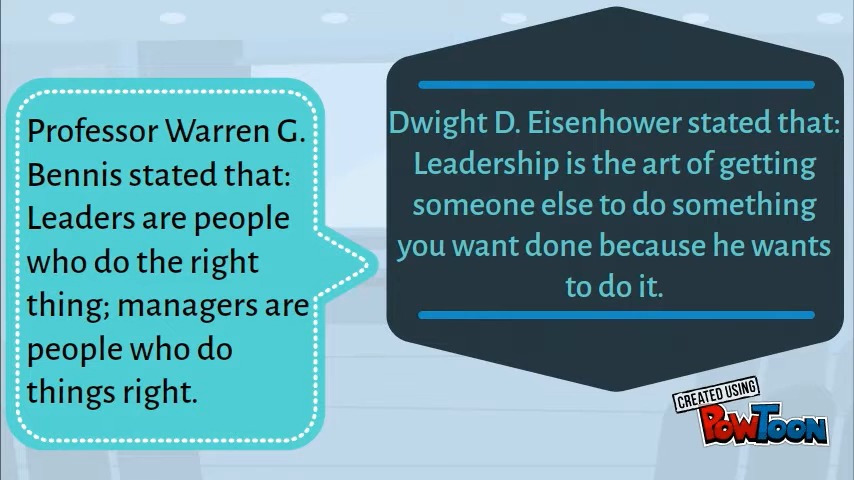 Professor Warren G.
Bennis stated that:
Leaders are people
who do the right
thing; managers are
people who do
things right.
Dwight D. Eisenhower stated that:
Leadership is the art of getting
someone else to do something
you want done because he wants
to do it.
CREATED USING
POWTOON